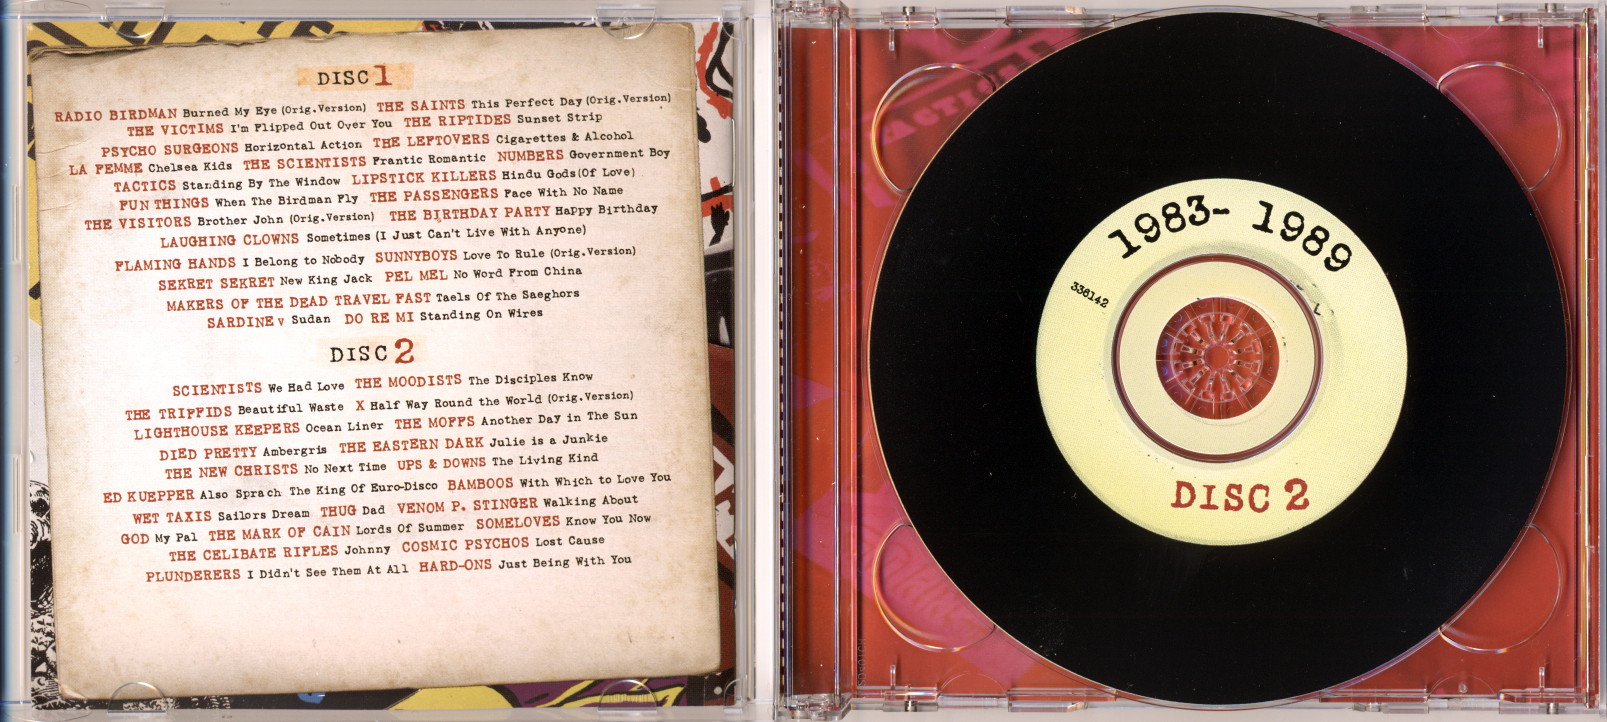 DISC 1
RADIO BIRDMAN Burned My Eye (Orig.Version) THE SAINTS This Perfect Day (Orig.Version)
THE VICTIMS I'm Flipped Out Over You THE RIPTIDES Sunset Strip
PSYCHO SURGEONS Horizontal Action THE LEFTOVERS Cigarettes & Alcohol
LA FEMME Chelsea Kids THE SCIENTISTS Frantic Romantic NUMBERS Government Boy
TACTICS Standing By The Window LIPSTICK KILLERS Hindu Gods(Of Love)
FUN THINGS When The Birdman Fly THE PASSENGERS Face With No Name
THE VISITORS Brother John (Orig.Version) THE BIRTHDAY PARTY Happy Birthday
LAUGHING CLOWNS Sometimes (I Just Can't Live With Anyone)
FLAMING HANDS I Belong to Nobody SUNNYBOYS Love To Rule (Orig.Version)
SEKRET SEKRET New King Jack PEL MEL No Word From China
MAKERS OF THE DEAD TRAVEL FAST Taels Of The Saeghors
SARDINE v Sudan DO RE MI Standing On Wires
DISC 2
SCIENTISTS We Had Love THE MOODISTS The Disciples Know
THE TRIFFIDS Beautiful Waste X Half Way Round the World (Orig.Version)
LIGHTHOUSE KEEPERS Ocean Liner THE MOFFS Another Day in The Sun
DIED PRETTY Ambergris THE EASTERN DARK Julie is a Junkie
THE NEW CHRISTS No Next Time UPS & DOWNS The Living Kind
ED KUEPPER Also Sprach The King Of Euro-Disco BAMBOOS With Which to Love You
WET TAXIS Sailors Dream THUG Dad VENOM P. STINGER Walking About
GOD My Pal THE MARK OF CAIN Lords Of Summer SOMELOVES Know You Now
THE CELIBATE RIFLES Johnny COSMIC PSYCHOS Lost Cause
PLUNDERERS I Didn't See Them At All HARD-ONS Just Being With You
1983- 1989
336142
DISC 2